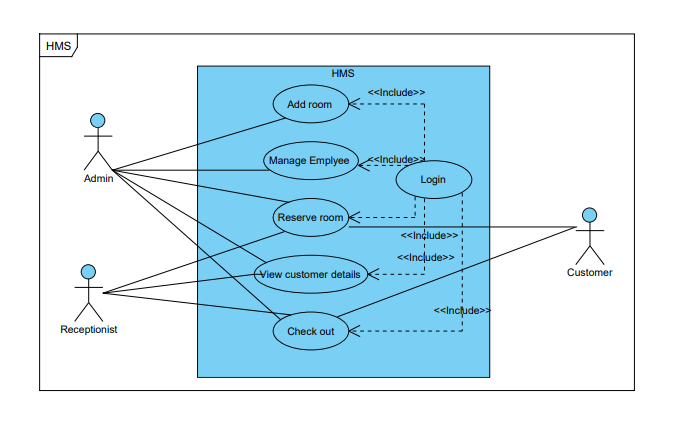 HMS
HMS
Add room
<<Include>>
Manage Emplyee
<<Include>>
Admin
Login
Reserve room
<<Include>>
<<Include>>
View customer details
Customer
Receptionist
Check out
<<Include>>